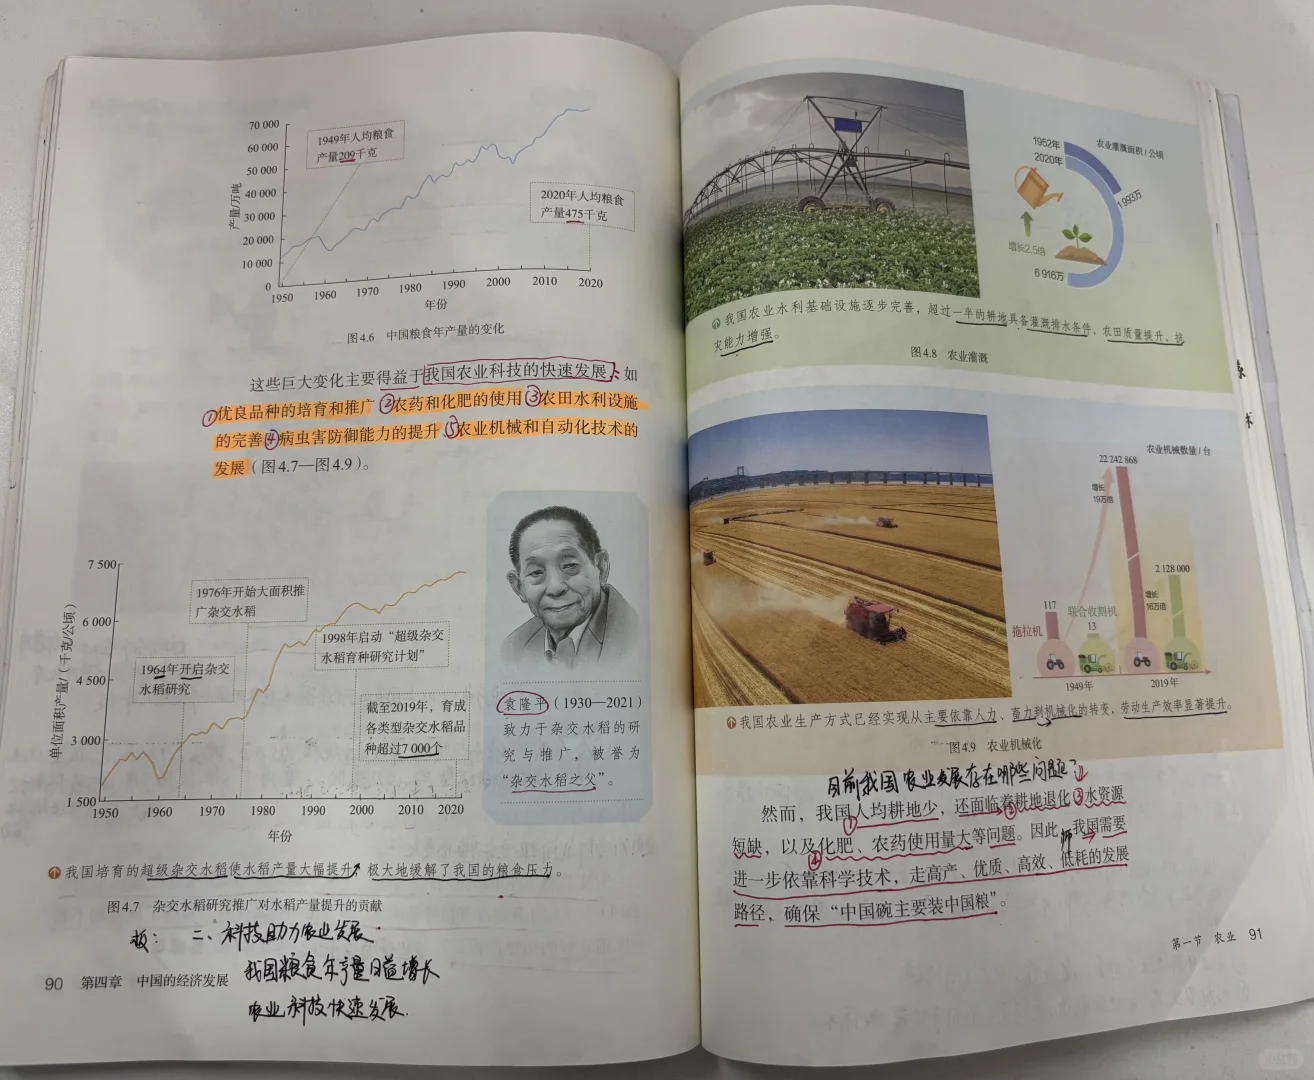 70 000
60 000
50 000
40 000
30 000
20 000
10 000
0
产量/万吨
1949年人均粮食
产量209千克
2020年人均粮食
产量475千克
1950 1960 1970 1980 1990 2000 2010 2020
年份
图4.6 中国粮食年产量的变化
这些巨大变化主要得益于我国农业科技的快速发展，如
①优良品种的培育和推广②农药和化肥的使用③农田水利设施
的完善④病虫害防御能力的提升⑤农业机械和自动化技术的
发展（图4.7—图4.9）。
7 500
6 000
4 500
3 000
1 500
单位面积产量/（千克/公顷）
1976年开始大面积推
广杂交水稻
1964年开启杂交
水稻研究
1998年启动“超级杂交
水稻育种研究计划”
截至2019年，育成
各类型杂交水稻品
种超过7 000个
1950 1960 1970 1980 1990 2000 2010 2020
年份
袁隆平（1930—2021）
致力于杂交水稻的研
究与推广，被誉为
“杂交水稻之父”。
我国培育的超级杂交水稻使水稻产量大幅提升，极大地缓解了我国的粮食压力。
图4.7 杂交水稻研究推广对水稻产量提升的贡献
板：二、科技助力农业发展
我国粮食年产量日益增长
农业科技快速发展.
90 第四章 中国的经济发展
农业灌溉面积/公顷
1952年
2020年
1 993万
增长2.5倍
6 916万
我国农业水利基础设施逐步完善，超过一半的耕地具备灌溉排水条件，农田质量提升，抗
灾能力增强。
图4.8 农业灌溉
农业机械数量/台
22 242 868
增长
19万倍
2 128 000
增长
16万倍
117
拖拉机
联合收割机
13
1949年 2019年
我国农业生产方式已经实现从主要依靠人力、畜力到机械化的转变，劳动生产效率显著提升。
图4.9 农业机械化
目前我国农业发展存在哪些问题？
然而，我国①人均耕地少，还面临着②耕地退化③水资源
短缺，以及④化肥、农药使用量大等问题。因此，我国需要
进一步依靠科学技术，走高产、优质、高效、低耗的发展
路径，确保“中国碗主要装中国粮”。
第一节 农业 91
术
小红书